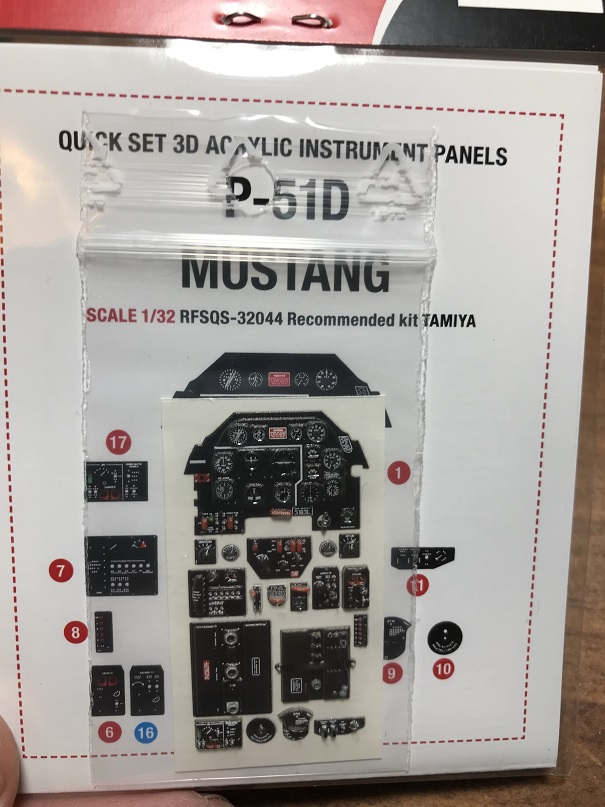 QUICK SET 3D ACRYLIC INSTRUMENT PANELS
P-51D
MUSTANG
SCALE 1/32 RFSQS-32044 Recommended kit TAMIYA
17
1
7
8
9
10
6
16